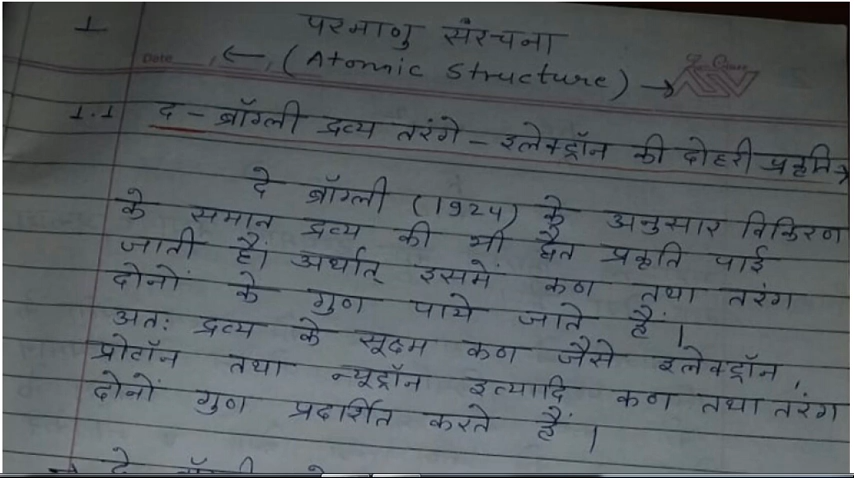 1
परमाणु संरचना
Date
← (Atomic Structure) →
1.1 द-ब्रॉग्ली द्रव्य तरंगे - इलेक्ट्रॉन की दोहरी प्रकृति→
दे ब्रॉग्ली (1924) के अनुसार विकिरण
के समान द्रव्य की भी द्वैत प्रकृति पाई
जाती है। अर्थात् इसमें कण तथा तरंग
दोनों के गुण पाये जाते हैं।
अतः द्रव्य के सूक्ष्म कण जैसे इलेक्ट्रॉन,
प्रोटॉन तथा न्यूट्रॉन इत्यादि कण तथा तरंग
दोनों गुण प्रदार्शित करते हैं।